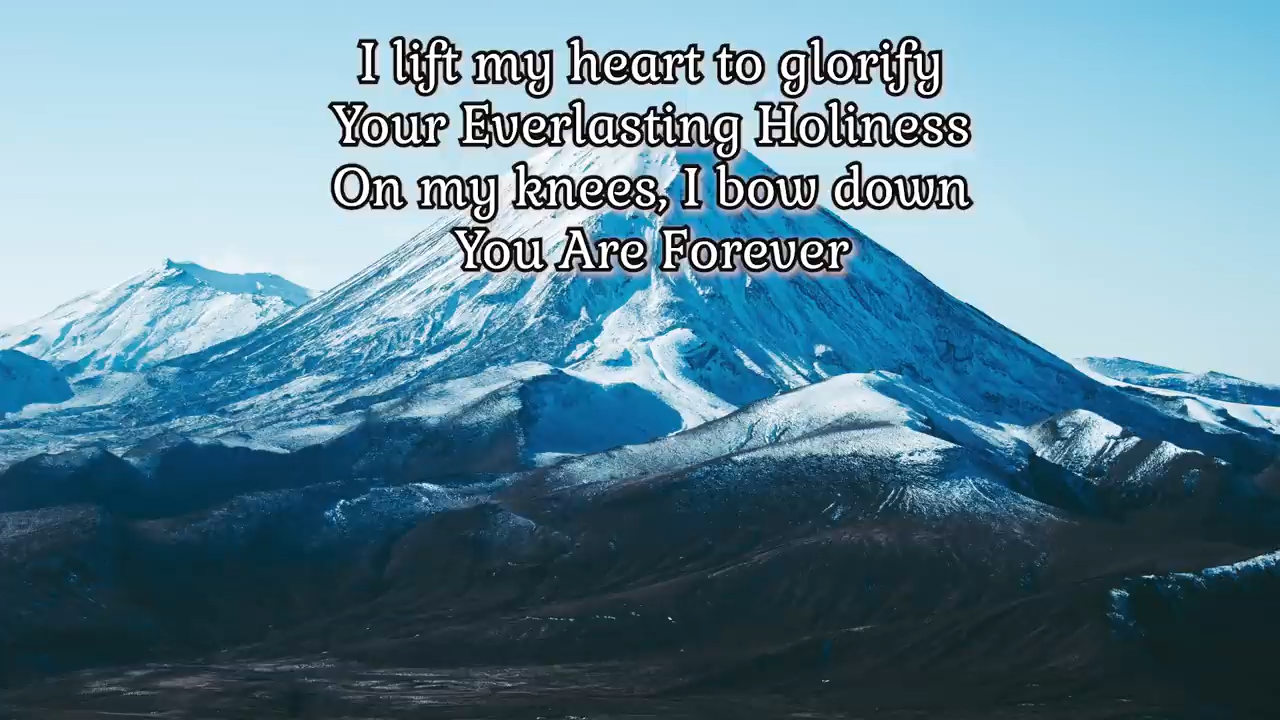 I lift my heart to glorify
Your Everlasting Holiness
On my knees, I bow down
You Are Forever